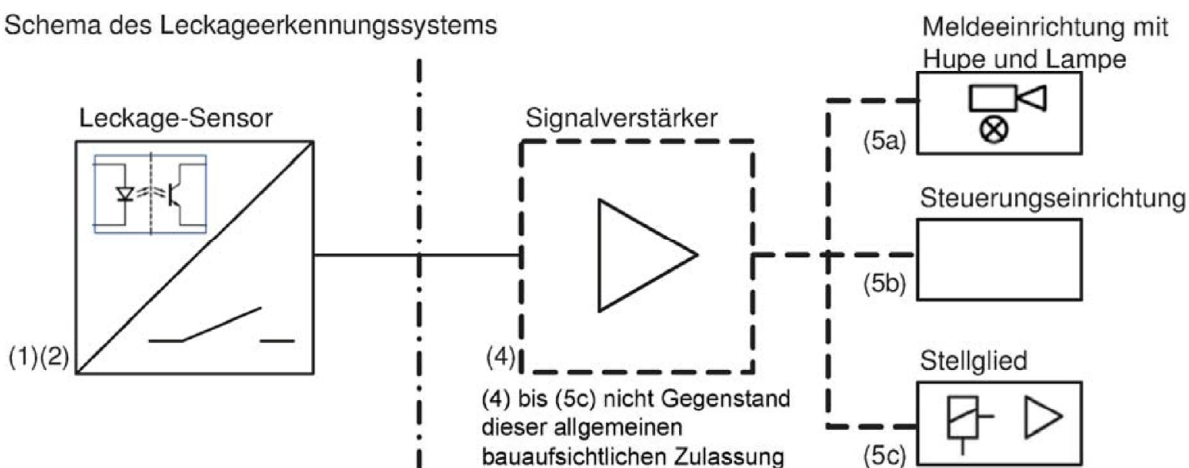 Schema des Leckageerkennungssystems
Leckage-Sensor
(1)(2)
Signalverstärker
(4)
(4) bis (5c) nicht Gegenstand
dieser allgemeinen
bauaufsichtlichen Zulassung
Meldeeinrichtung mit
Hupe und Lampe
(5a)
Steuerungseinrichtung
(5b)
Stellglied
(5c)